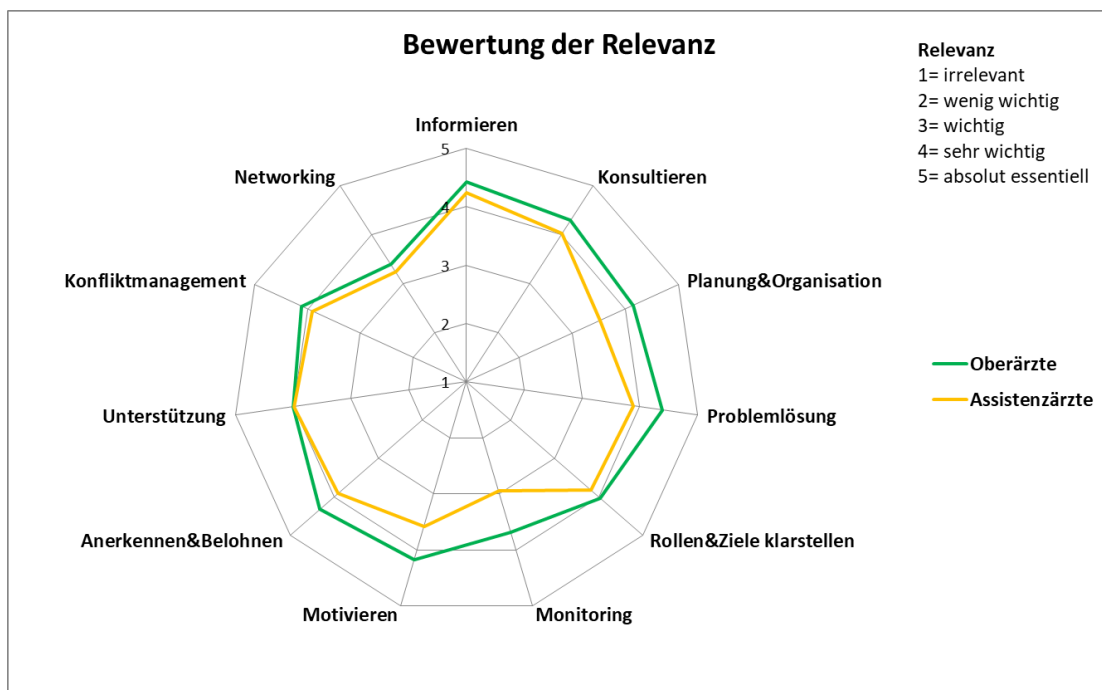 Bewertung der Relevanz
Relevanz
1= irrelevant
2= wenig wichtig
3= wichtig
4= sehr wichtig
5= absolut essentiell
Informieren
Konsultieren
Planung&Organisation
Problemlösung
Rollen&Ziele klarstellen
Monitoring
Motivieren
Anerkennen&Belohnen
Unterstützung
Konfliktmanagement
Networking
5
4
3
2
1
Oberärzte
Assistenzärzte